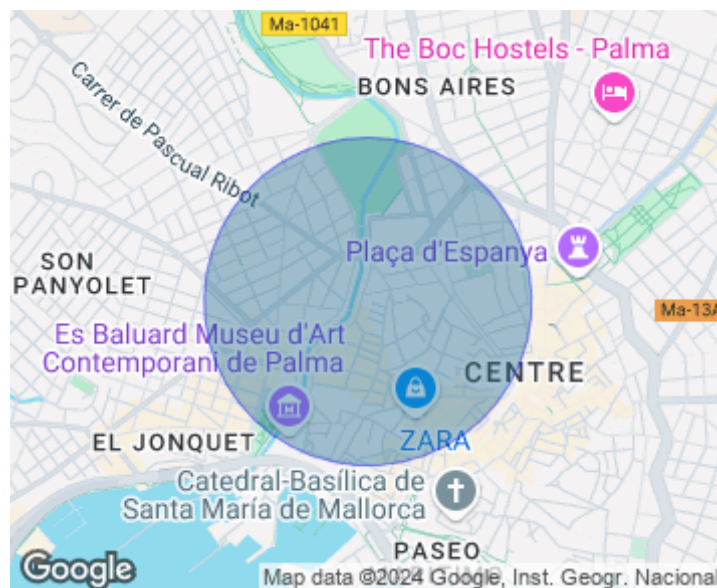 Ma-1041
The Boc Hostels - Palma
BONS AIRES
Carrer de Pascual Ribot
Plaça d'Espanya
SON
PANYOLET
Ma-13A
Es Baluard Museu d'Art
Contemporani de Palma
CENTRE
EL JONQUET
ZARA
Catedral-Basílica de
Santa María de Mallorca
PASEO
Google
Map data ©2024 Google, Inst. Geogr. Nacional